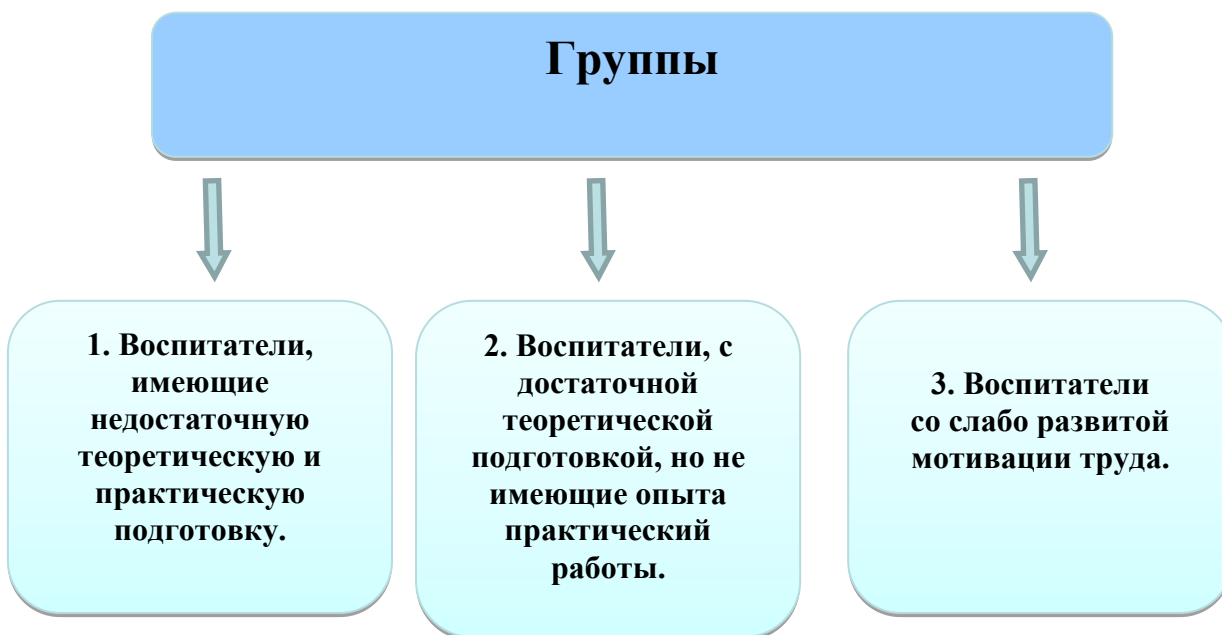 Группы
1. Воспитатели,
имеющие
недостаточную
теоретическую и
практическую
подготовку.
2. Воспитатели, с
достаточной
теоретической
подготовкой, но не
имеющие опыта
практический
работы.
3. Воспитатели
со слабо развитой
мотивации труда.